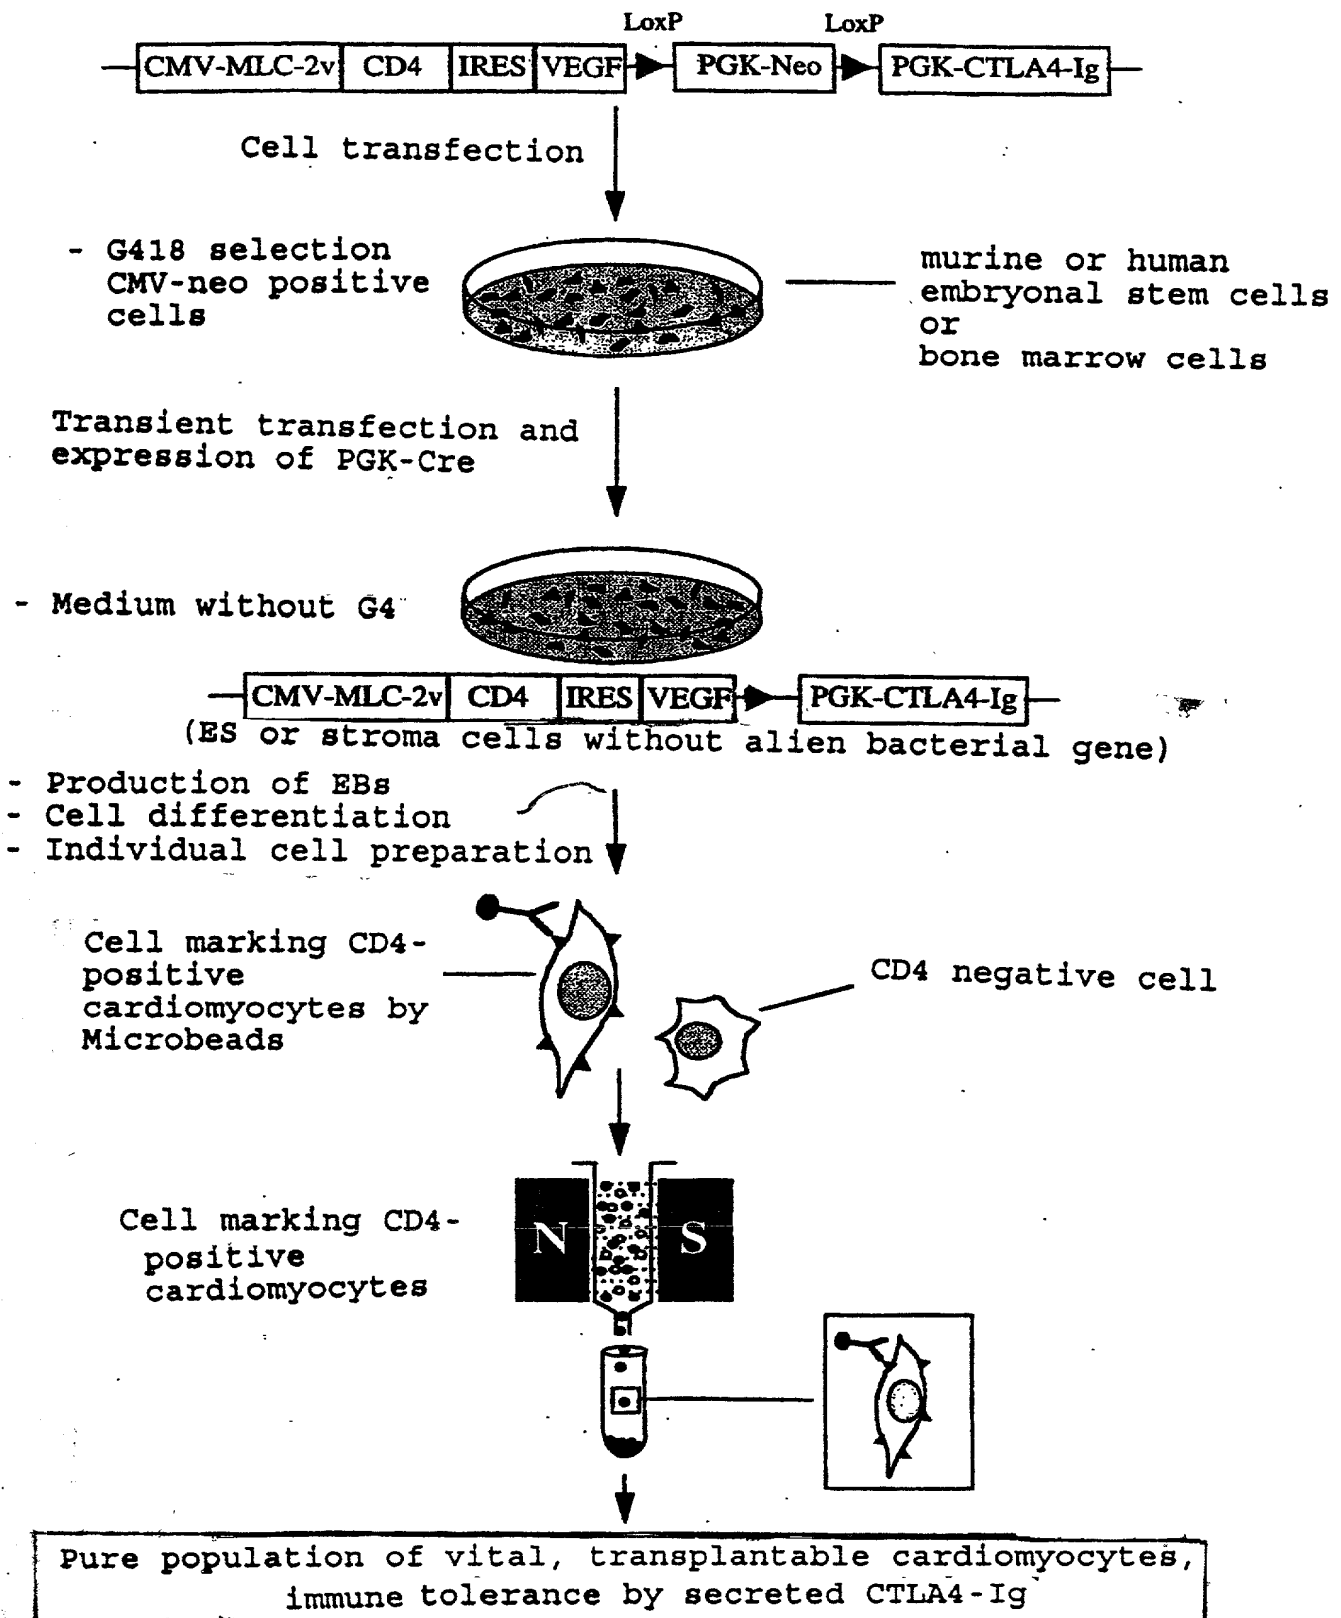 LoxP LoxP
CMV-MLC-2v CD4 IRES VEGF PGK-Neo PGK-CTLA4-Ig
Cell transfection
- G418 selection
CMV-neo positive
cells
murine or human
embryonal stem cells
or
bone marrow cells
Transient transfection and
expression of PGK-Cre
- Medium without G4
CMV-MLC-2v CD4 IRES VEGF PGK-CTLA4-Ig
(ES or stroma cells without alien bacterial gene)
- Production of EBs
- Cell differentiation
- Individual cell preparation
Cell marking CD4-
positive
cardiomyocytes by
Microbeads
CD4 negative cell
Cell marking CD4-
positive
cardiomyocytes
N S
Pure population of vital, transplantable cardiomyocytes,
immune tolerance by secreted CTLA4-Ig